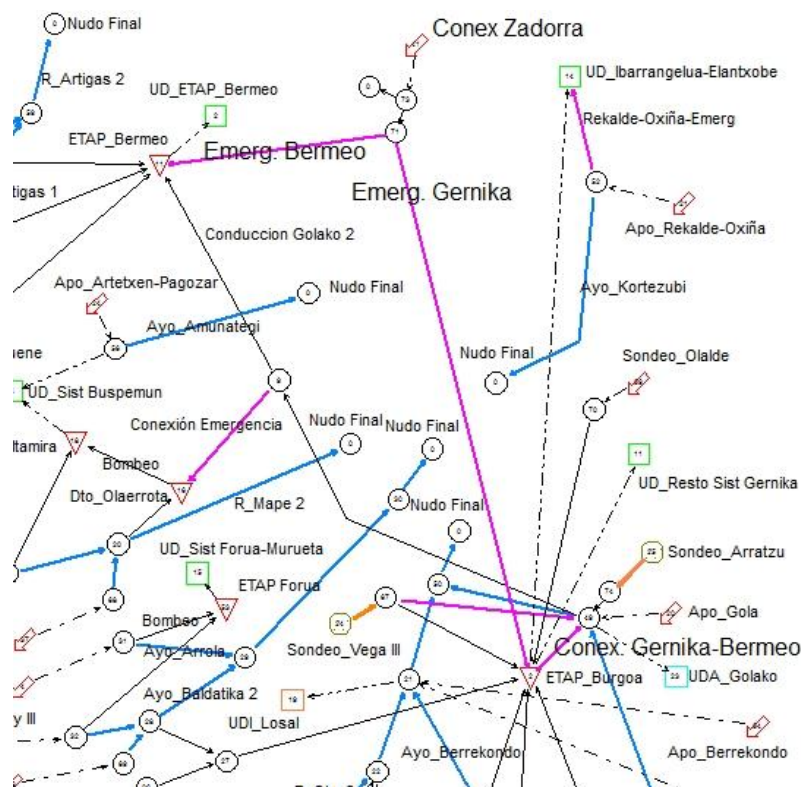 Nudo Final
Conex Zadorra
R_Artigas 2
UD_ETAP_Bermeo
UD_Ibarrangelua-Elantxobe
ETAP_Bermeo
Rekalde-Oxiña-Emerg
Emerg. Bermeo
tigas 1
Emerg. Gernika
Conduccion Golako 2
Apo_Rekalde-Oxiña
Apo_Artetxen-Pagozar
Nudo Final
Ayo_Kortezubi
Ayo_Amunategi
uene
Nudo Final
Sondeo_Olalde
UD_Sist Buspemun
Conexión Emergencia
Nudo Final
Nudo Final
ltamira
Bombeo
Dto_Olaerrota
R_Mape 2
UD_Resto Sist Gernika
Nudo Final
UD_Sist Forua-Murueta
Sondeo_Arratzu
ETAP Forua
Bombeo
Apo_Gola
Ayo_Arrola
Sondeo_Vega III
Conex. Gernika-Bermeo
ETAP_Burgoa
UDA_Golako
Ayo_Baldatika 2
UDI_Losal
y III
Ayo_Berrekondo
Apo_Berrekondo